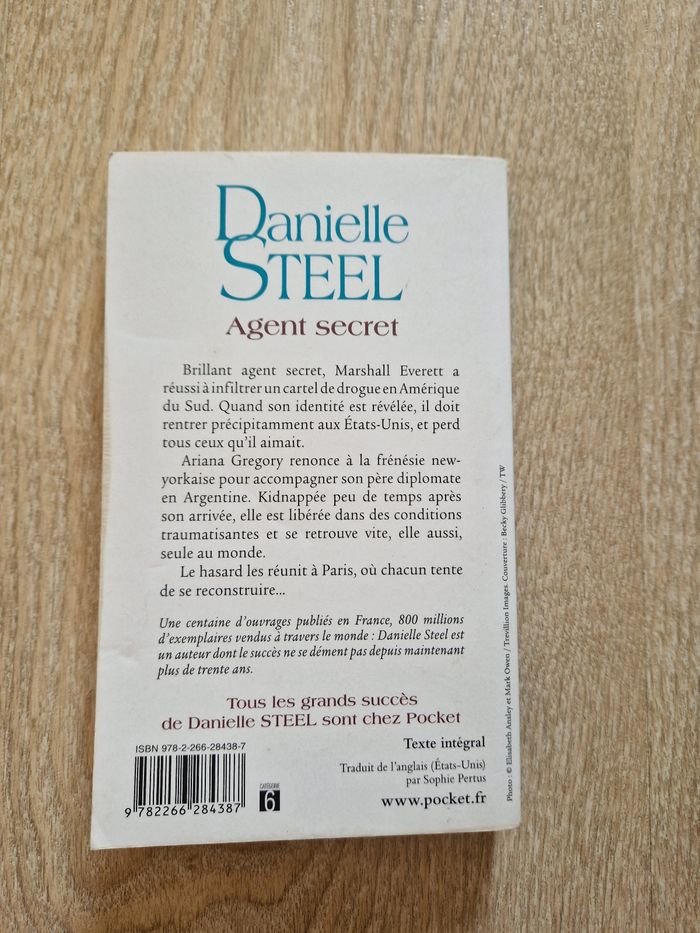 Danielle
STEEL
Agent secret
Brillant agent secret, Marshall Everett a
réussi à infiltrer un cartel de drogue en Amérique
du Sud. Quand son identité est révélée, il doit
rentrer précipitamment aux États-Unis, et perd
tous ceux qu'il aimait.
Ariana Gregory renonce à la frénésie new-
yorkaise pour accompagner son père diplomate
en Argentine. Kidnappée peu de temps après
son arrivée, elle est libérée dans des conditions
traumatisantes et se retrouve vite, elle aussi,
seule au monde.
Le hasard les réunit à Paris, où chacun tente
de se reconstruire...
Une centaine d'ouvrages publiés en France, 800 millions
d'exemplaires vendus à travers le monde : Danielle Steel est
un auteur dont le succès ne se dément pas depuis maintenant
plus de trente ans.
Tous les grands succès
de Danielle STEEL sont chez Pocket
ISBN 978-2-266-28438-7
9 782266 284387
CATÉGORIE
6
Texte intégral
Traduit de l'anglais (États-Unis)
par Sophie Pertus
www.pocket.fr
Photo : © Elisabeth Ansley et Mark Owen / Trevillion Images. Couverture : Becky Glibbery / TW